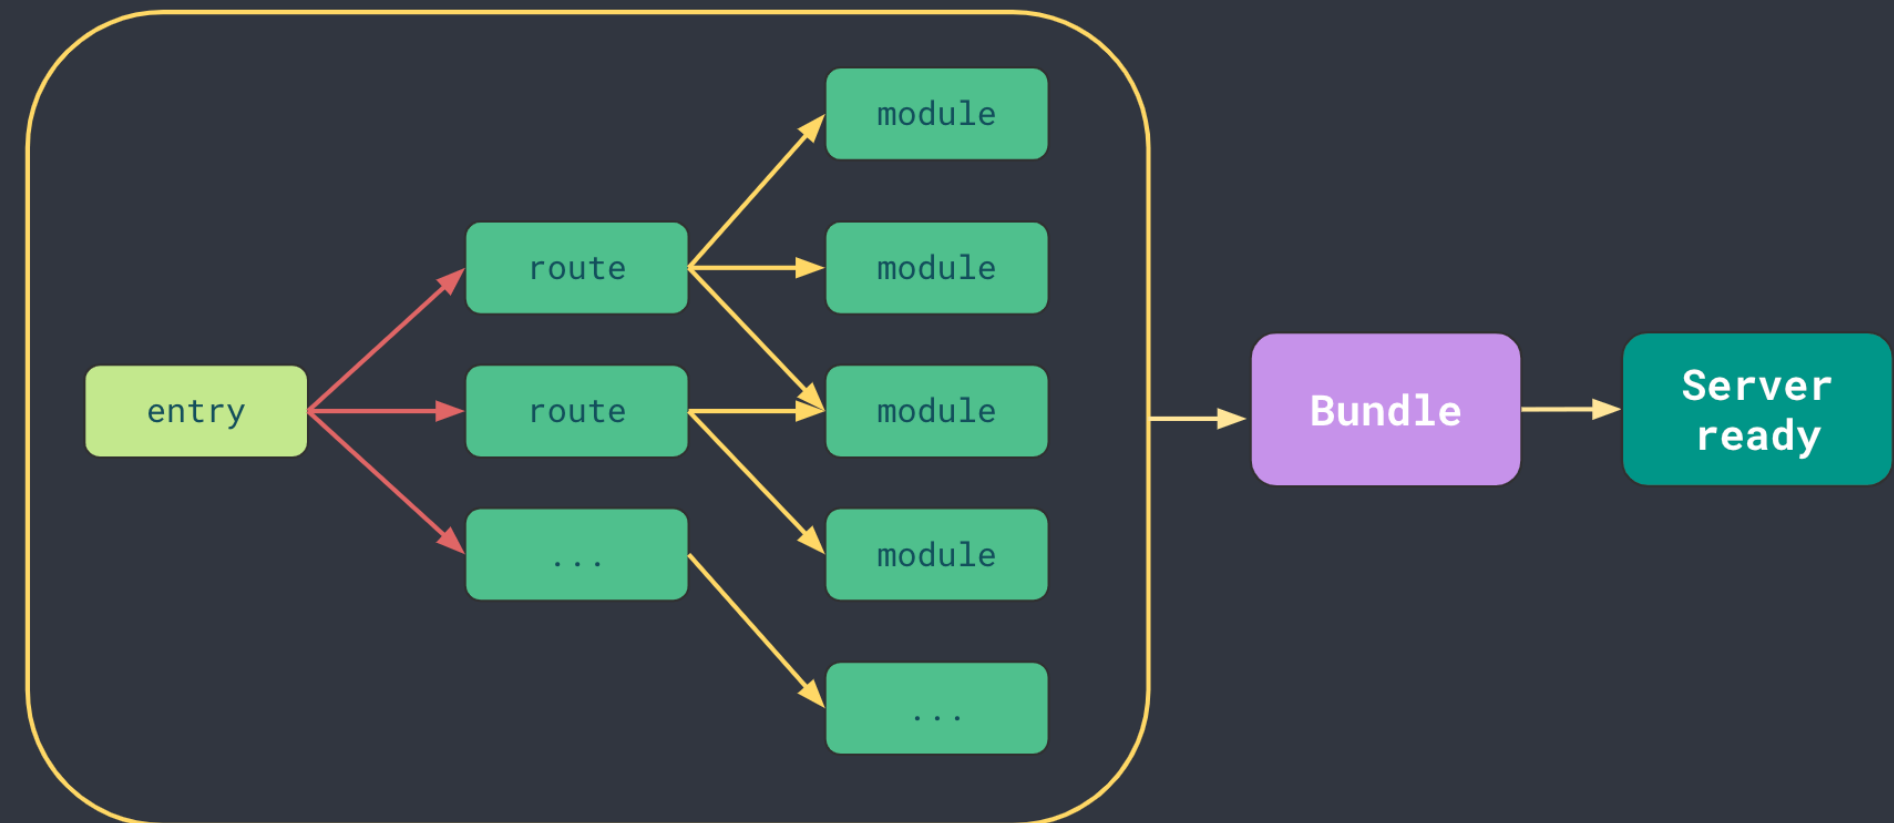 module
route
module
entry
route
module
Bundle
Server
ready
...
module
...